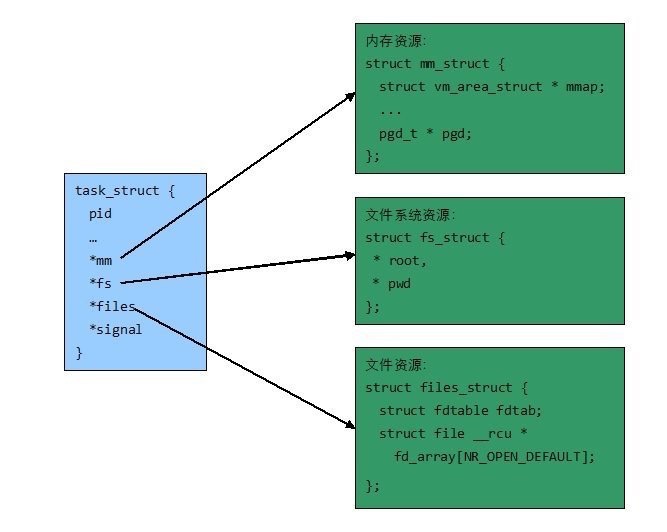 task_struct {
pid
…
*mm
*fs
*files
*signal
}
内存资源:
struct mm_struct {
struct vm_area_struct * mmap;
...
pgd_t * pgd;
};
文件系统资源:
struct fs_struct {
* root,
* pwd
};
文件资源:
struct files_struct {
struct fdtable fdtab;
struct file __rcu *
fd_array[NR_OPEN_DEFAULT];
};